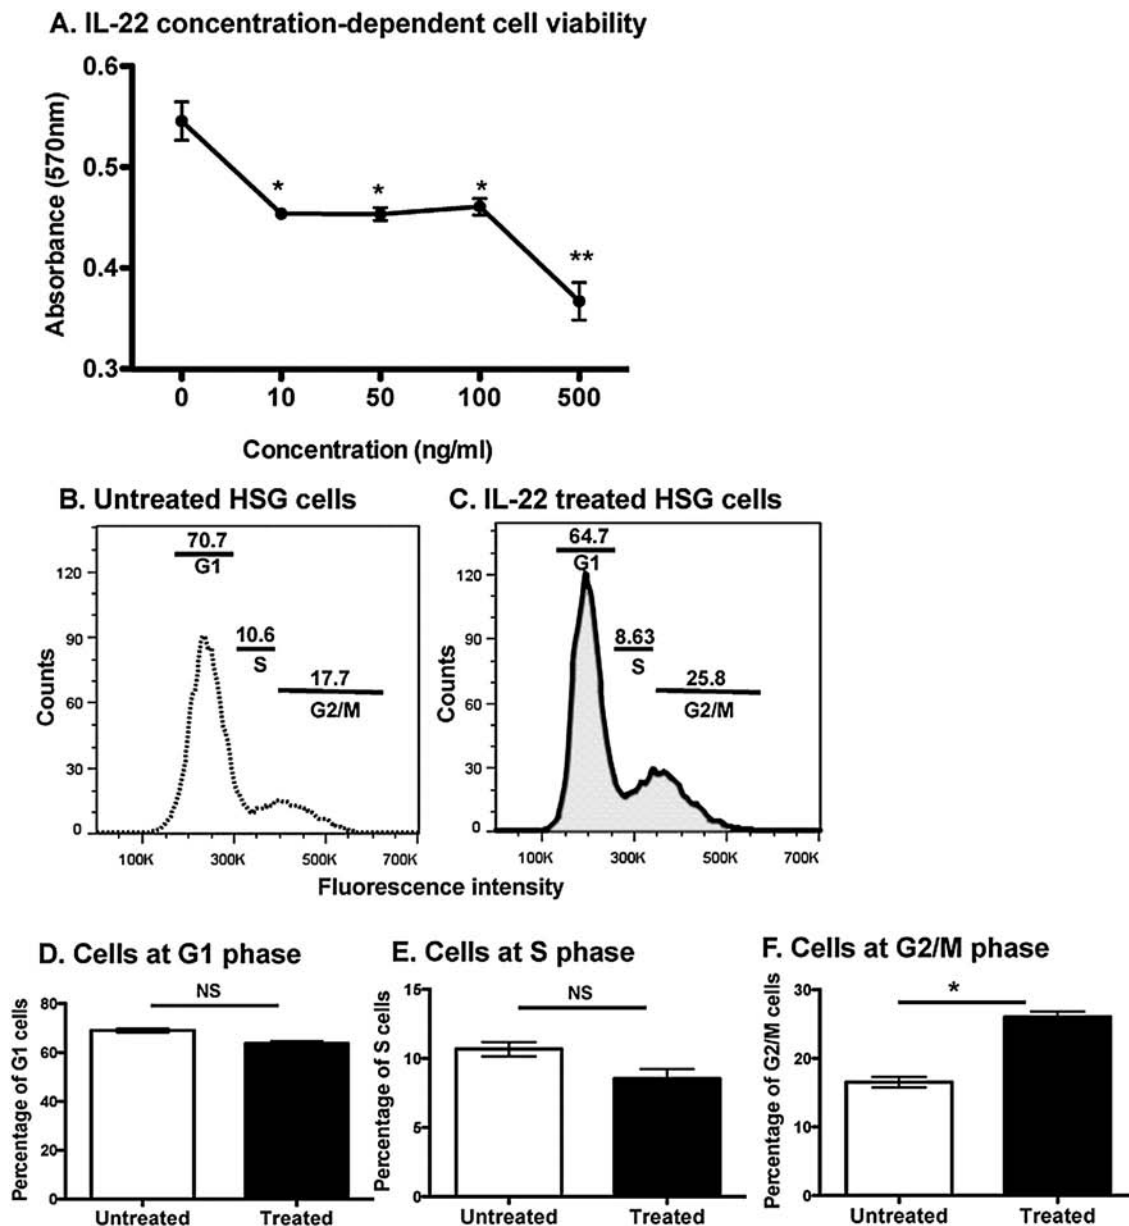 A. IL-22 concentration-dependent cell viability
0.6
0.5
0.4
0.3
Absorbance (570nm)
*
*
*
**
0 10 50 100 500
Concentration (ng/ml)
B. Untreated HSG cells
120
90
60
30
0
Counts
70.7
G1
10.6
S
17.7
G2/M
100K 300K 500K 700K
C. IL-22 treated HSG cells
120
90
60
30
0
Counts
64.7
G1
8.63
S
25.8
G2/M
100K 300K 500K 700K
Fluorescence intensity
D. Cells at G1 phase
Percentage of G1 cells
80
60
40
20
0
NS
Untreated Treated
E. Cells at S phase
Percentage of S cells
15
10
5
0
NS
Untreated Treated
F. Cells at G2/M phase
Percentage of G2/M cells
30
20
10
0
*
Untreated Treated